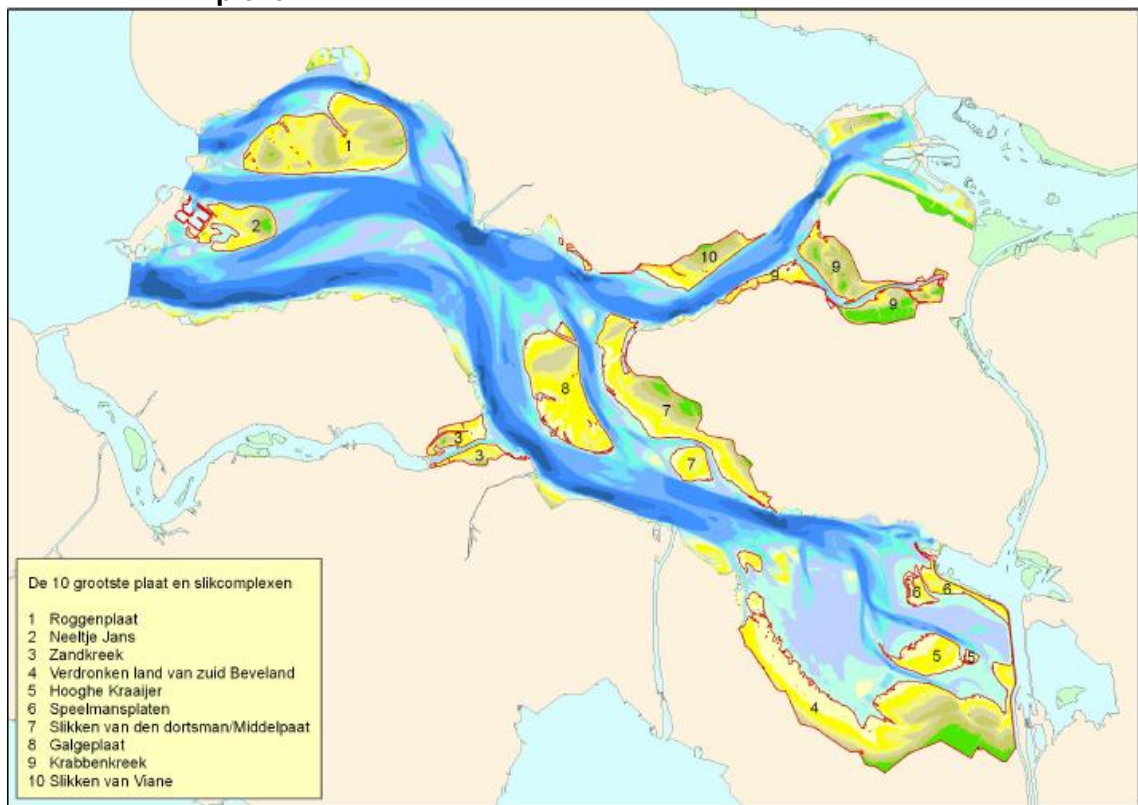 1
2
10
9
9
9
8
7
3
3
7
6
6
5
5
4
De 10 grootste plaat en slikcomplexen
1 Roggenplaat
2 Neeltje Jans
3 Zandkreek
4 Verdronken land van zuid Beveland
5 Hooghe Kraaijer
6 Speelmansplaten
7 Slikken van den dortsman/Middelpaat
8 Galgeplaat
9 Krabbenkreek
10 Slikken van Viane